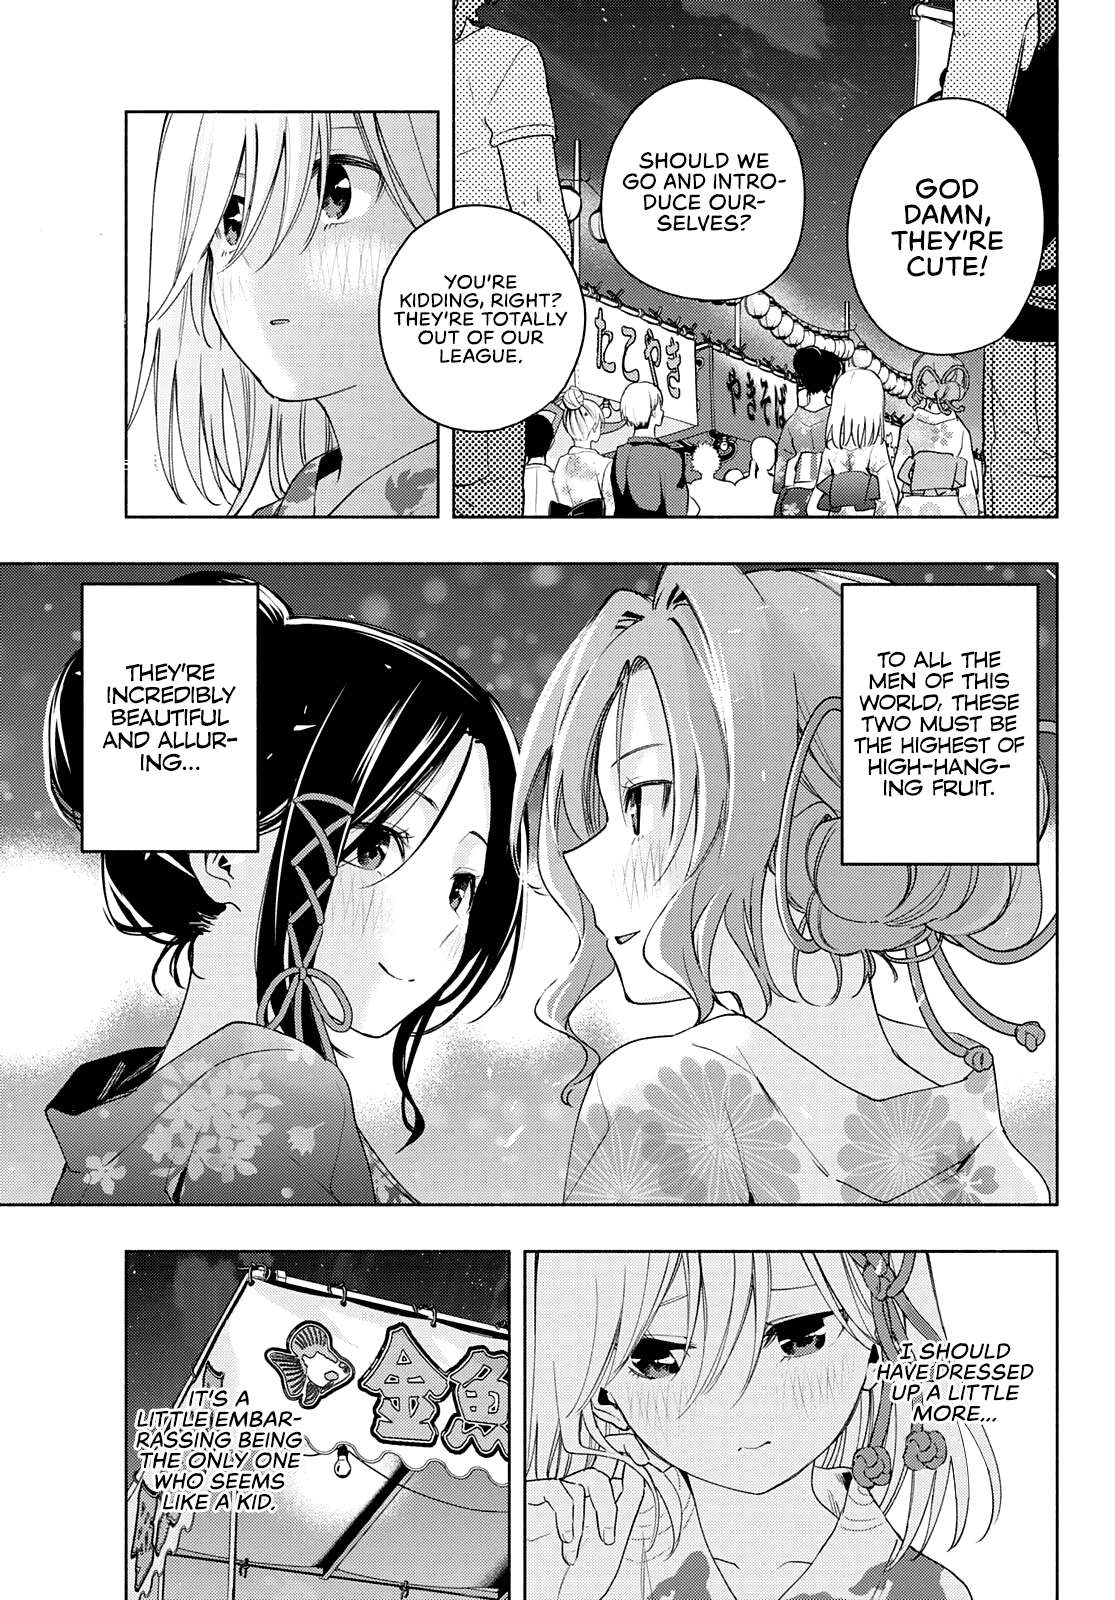 GOD
DAMN,
THEY'RE
CUTE!
SHOULD WE
GO AND INTRO-
DUCE OUR-
SELVES?
たこやき
やきそば
YOU'RE
KIDDING, RIGHT?
THEY'RE TOTALLY
OUT OF OUR
LEAGUE.
TO ALL THE
MEN OF THIS
WORLD, THESE
TWO MUST BE
THE HIGHEST OF
HIGH-HANG-
ING FRUIT.
THEY'RE
INCREDIBLY
BEAUTIFUL
AND ALLUR-
ING...
I SHOULD
HAVE DRESSED
UP A LITTLE
MORE...
金魚
IT'S A
LITTLE EMBAR-
RASSING BEING
THE ONLY ONE
WHO SEEMS
LIKE A KID.